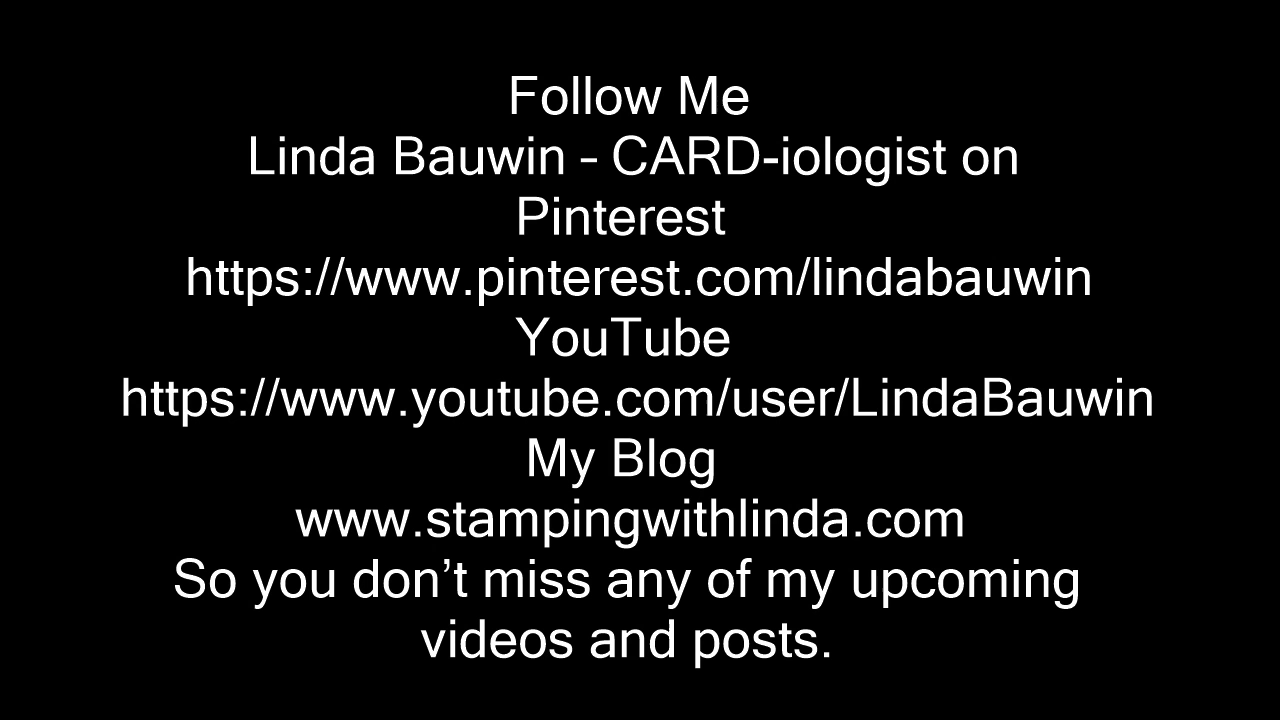 Follow Me
Linda Bauwin – CARD-iologist on
Pinterest
https://www.pinterest.com/lindabauwin
YouTube
https://www.youtube.com/user/LindaBauwin
My Blog
www.stampingwithlinda.com
So you don’t miss any of my upcoming
videos and posts.